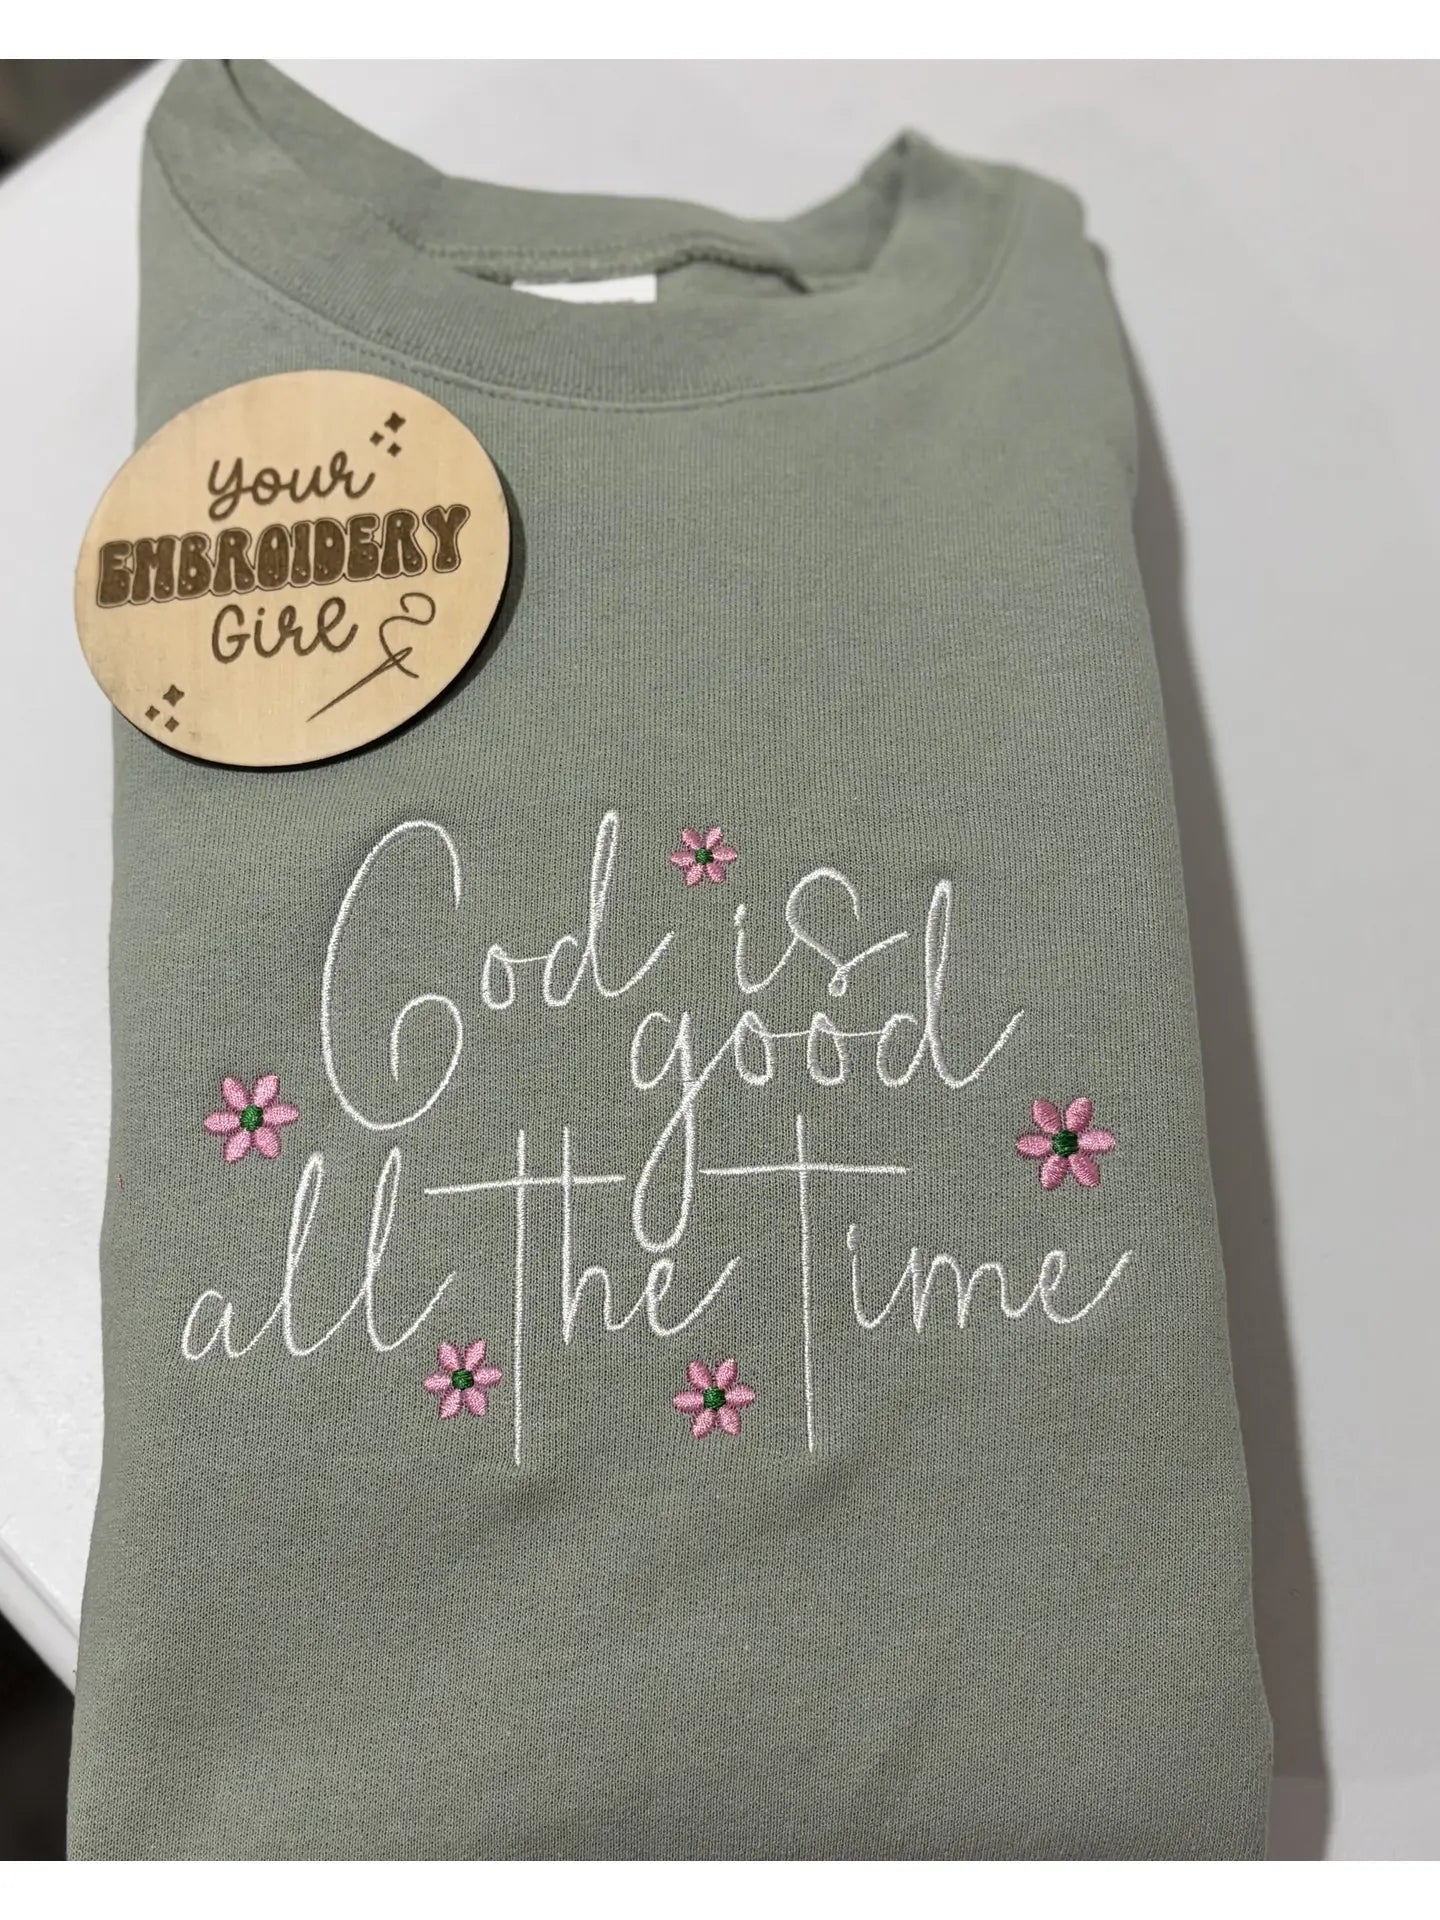 your
EMBROIDERY
Girl
God is
good
all the Time